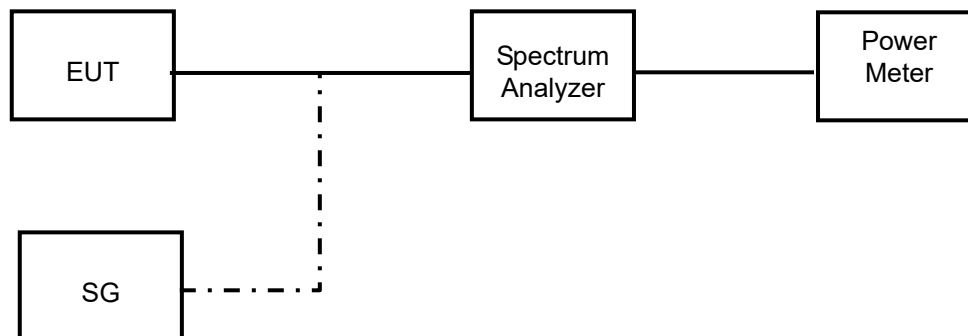 EUT
Spectrum
Analyzer
Power
Meter
SG